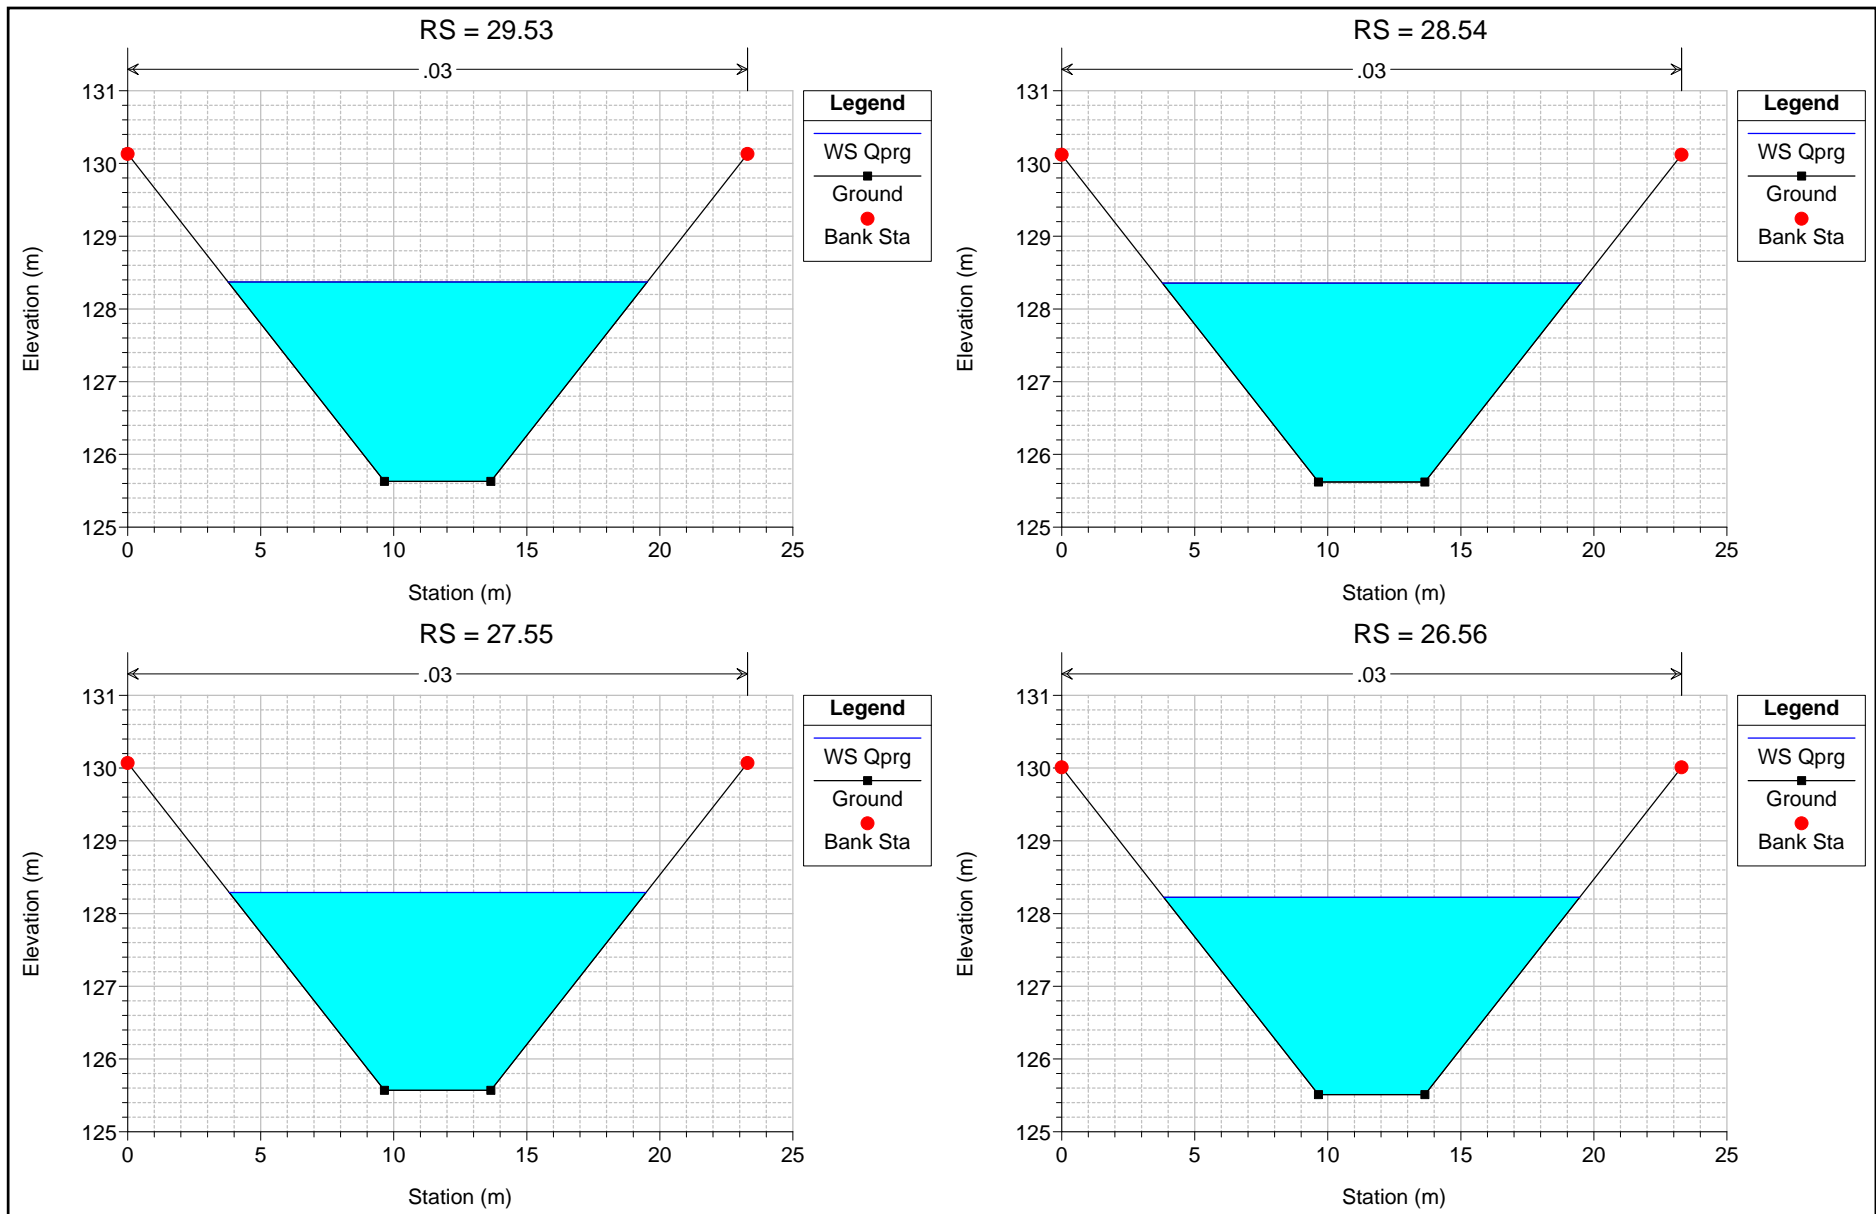 RS = 29.53
.03
131
130
129
128
127
126
125
0 5 10 15 20 25
Elevation (m)
Station (m)
Legend
WS Qprg
Ground
Bank Sta
RS = 28.54
.03
131
130
129
128
127
126
125
0 5 10 15 20 25
Elevation (m)
Station (m)
Legend
WS Qprg
Ground
Bank Sta
RS = 27.55
.03
131
130
129
128
127
126
125
0 5 10 15 20 25
Elevation (m)
Station (m)
Legend
WS Qprg
Ground
Bank Sta
RS = 26.56
.03
131
130
129
128
127
126
125
0 5 10 15 20 25
Elevation (m)
Station (m)
Legend
WS Qprg
Ground
Bank Sta